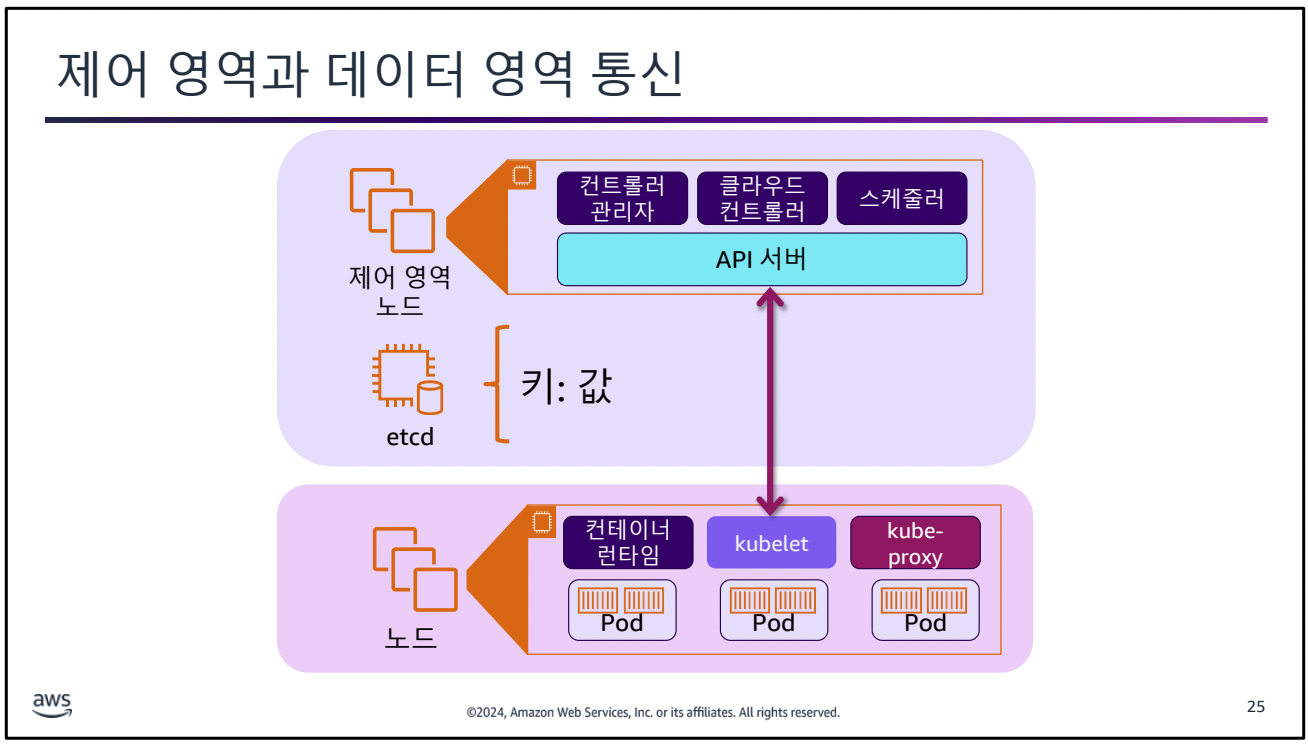 제어 영역과 데이터 영역 통신
컨트롤러
관리자
클라우드
컨트롤러
스케줄러
API 서버
제어 영역
노드
키: 값
etcd
컨테이너
런타임
kubelet
kube-
proxy
Pod
Pod
Pod
노드
aws
©2024, Amazon Web Services, Inc. or its affiliates. All rights reserved.
25